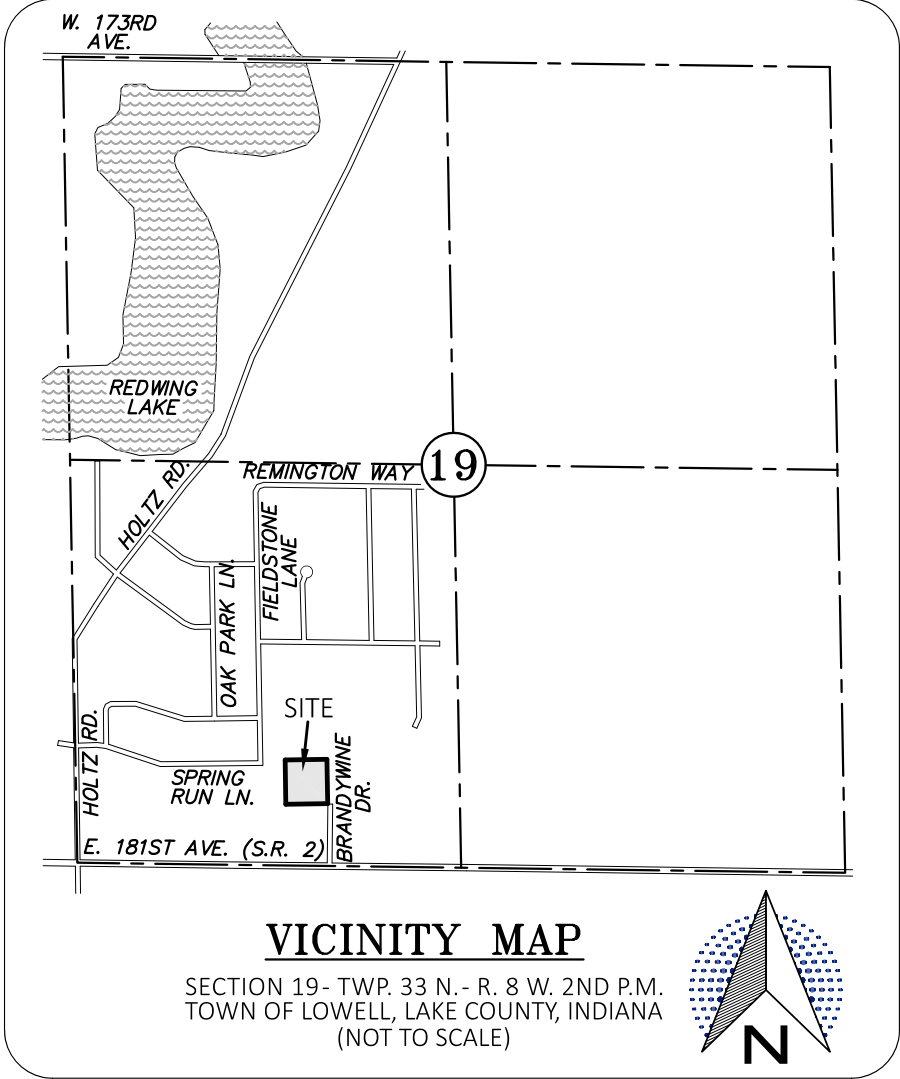 W. 173RD
AVE.
REDWING
LAKE
HOLTZ RD.
REMINGTON WAY
19
FIELDSTONE
LANE
OAK PARK LN.
SITE
HOLTZ RD.
SPRING
RUN LN.
BRANDYWINE
DR.
E. 181ST AVE. (S.R. 2)
VICINITY MAP
SECTION 19- TWP. 33 N.- R. 8 W. 2ND P.M.
TOWN OF LOWELL, LAKE COUNTY, INDIANA
(NOT TO SCALE)
N